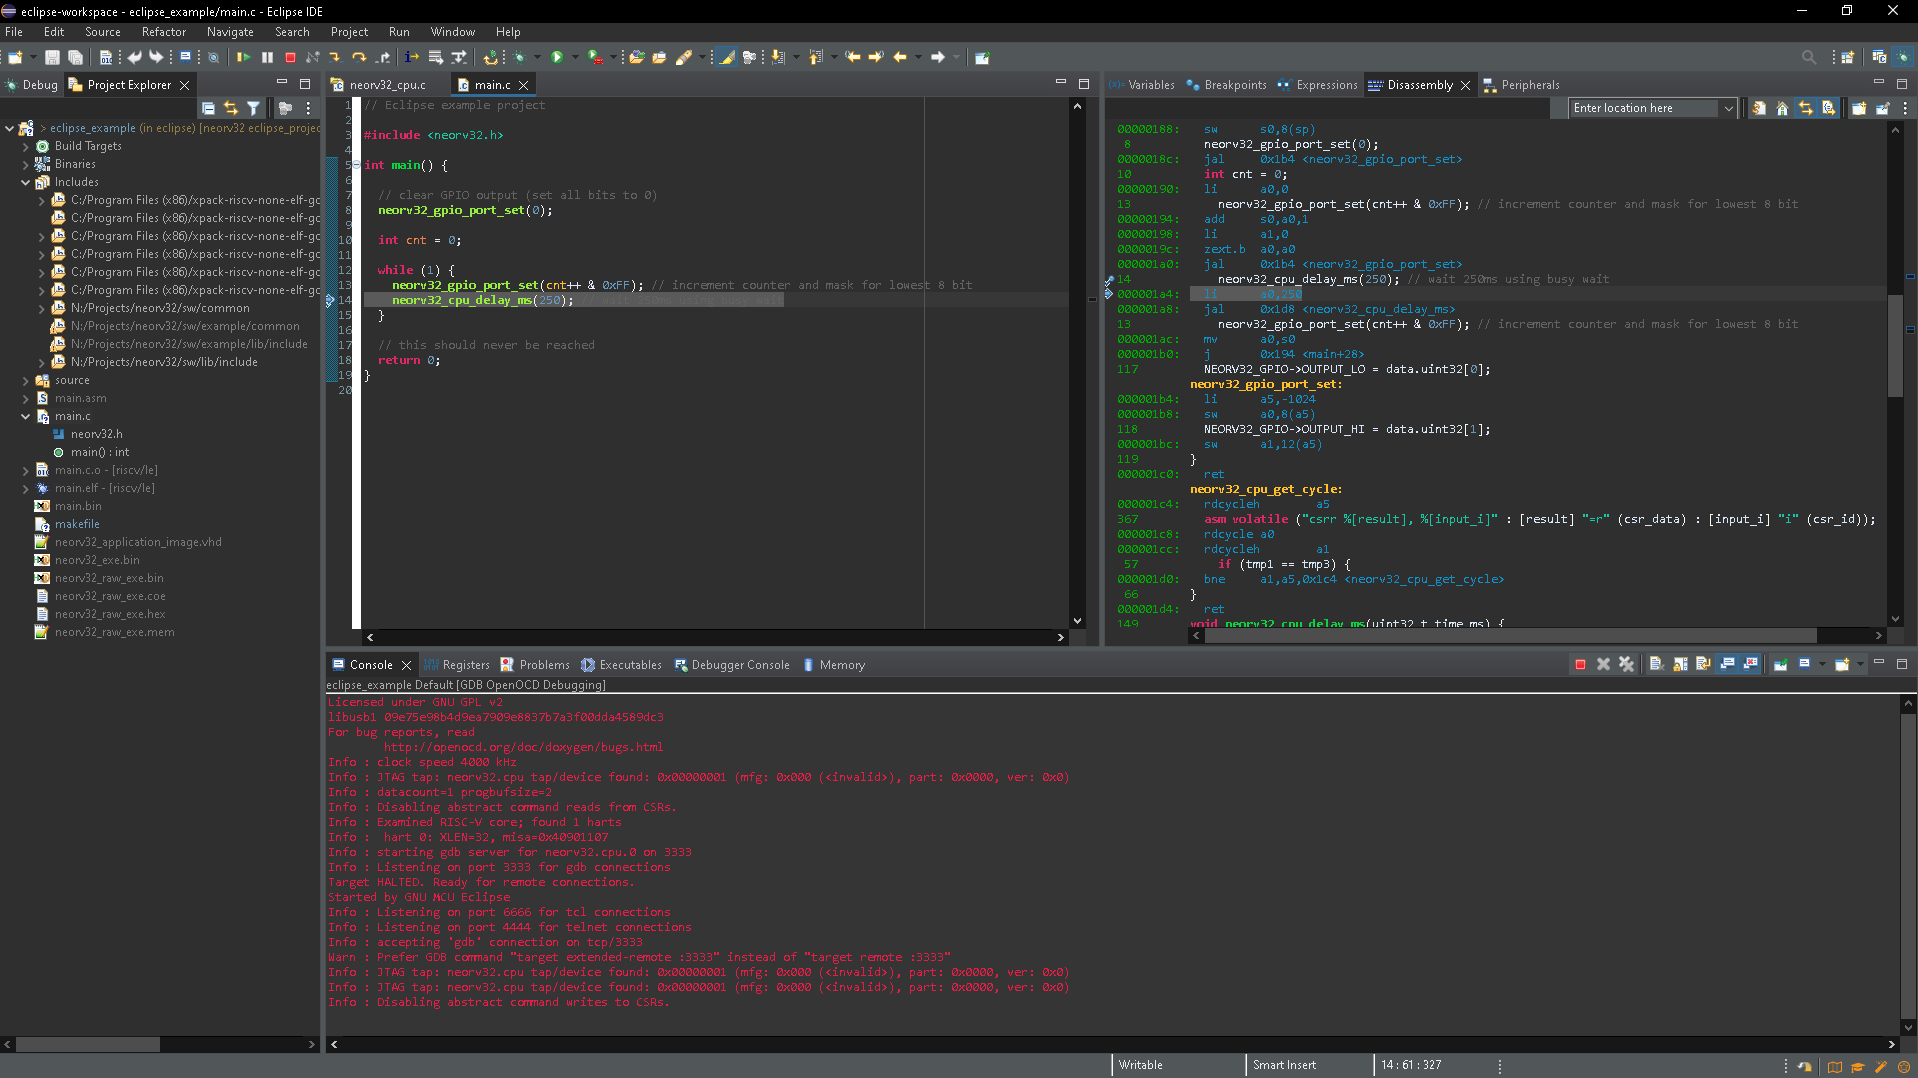 eclipse-workspace - eclipse_example/main.c - Eclipse IDE
File Edit Source Refactor Navigate Search Project Run Window Help
Debug Project Explorer
> eclipse_example (in eclipse) [neorv32 eclipse_projec
Build Targets
Binaries
Includes
C:/Program Files (x86)/xpack-riscv-none-elf-gc
C:/Program Files (x86)/xpack-riscv-none-elf-gc
C:/Program Files (x86)/xpack-riscv-none-elf-gc
C:/Program Files (x86)/xpack-riscv-none-elf-gc
C:/Program Files (x86)/xpack-riscv-none-elf-gc
C:/Program Files (x86)/xpack-riscv-none-elf-gc
N:/Projects/neorv32/sw/common
N:/Projects/neorv32/sw/example/common
N:/Projects/neorv32/sw/example/lib/include
N:/Projects/neorv32/sw/lib/include
source
main.asm
main.c
neorv32.h
main() : int
main.c.o - [riscv/le]
main.elf - [riscv/le]
main.bin
makefile
neorv32_application_image.vhd
neorv32_exe.bin
neorv32_raw_exe.bin
neorv32_raw_exe.coe
neorv32_raw_exe.hex
neorv32_raw_exe.mem
neorv32_cpu.c main.c
1 // Eclipse example project
2
3 #include <neorv32.h>
4
5 int main() {
6
7 // clear GPIO output (set all bits to 0)
8 neorv32_gpio_port_set(0);
9
10 int cnt = 0;
11
12 while (1) {
13 neorv32_gpio_port_set(cnt++ & 0xFF); // increment counter and mask for lowest 8 bit
14 neorv32_cpu_delay_ms(250); // wait 250ms using busy wait
15 }
16
17 // this should never be reached
18 return 0;
19 }
20
Variables Breakpoints Expressions Disassembly Peripherals
Enter location here
00000188: sw s0,8(sp)
8 neorv32_gpio_port_set(0);
0000018c: jal 0x1b4 <neorv32_gpio_port_set>
10 int cnt = 0;
00000190: li a0,0
13 neorv32_gpio_port_set(cnt++ & 0xFF); // increment counter and mask for lowest 8 bit
00000194: add s0,a0,1
00000198: li a1,0
0000019c: zext.b a0,a0
000001a0: jal 0x1b4 <neorv32_gpio_port_set>
14 neorv32_cpu_delay_ms(250); // wait 250ms using busy wait
000001a4: li a0,250
000001a8: jal 0x1d8 <neorv32_cpu_delay_ms>
13 neorv32_gpio_port_set(cnt++ & 0xFF); // increment counter and mask for lowest 8 bit
000001ac: mv a0,s0
000001b0: j 0x194 <main+28>
117 NEORV32_GPIO->OUTPUT_LO = data.uint32[0];
neorv32_gpio_port_set:
000001b4: li a5,-1024
000001b8: sw a0,8(a5)
118 NEORV32_GPIO->OUTPUT_HI = data.uint32[1];
000001bc: sw a1,12(a5)
119 }
000001c0: ret
neorv32_cpu_get_cycle:
000001c4: rdcycleh a5
367 asm volatile ("csrr %[result], %[input_i]" : [result] "=r" (csr_data) : [input_i] "i" (csr_id));
000001c8: rdcycle a0
000001cc: rdcycleh a1
57 if (tmp1 == tmp3) {
000001d0: bne a1,a5,0x1c4 <neorv32_cpu_get_cycle>
66 }
000001d4: ret
149 void neorv32_cpu_delay_ms(uint32_t time_ms) {
Console Registers Problems Executables Debugger Console Memory
eclipse_example Default [GDB OpenOCD Debugging]
Licensed under GNU GPL v2
libusb1 09e75e98b4d9ea7909e8837b7a3f00dda4589dc3
For bug reports, read
http://openocd.org/doc/doxygen/bugs.html
Info : clock speed 4000 kHz
Info : JTAG tap: neorv32.cpu tap/device found: 0x00000001 (mfg: 0x000 (<invalid>), part: 0x0000, ver: 0x0)
Info : datacount=1 progbufsize=2
Info : Disabling abstract command reads from CSRs.
Info : Examined RISC-V core; found 1 harts
Info : hart 0: XLEN=32, misa=0x40901107
Info : starting gdb server for neorv32.cpu.0 on 3333
Info : Listening on port 3333 for gdb connections
Target HALTED. Ready for remote connections.
Started by GNU MCU Eclipse
Info : Listening on port 6666 for tcl connections
Info : Listening on port 4444 for telnet connections
Info : accepting 'gdb' connection on tcp/3333
Warn : Prefer GDB command "target extended-remote :3333" instead of "target remote :3333"
Info : JTAG tap: neorv32.cpu tap/device found: 0x00000001 (mfg: 0x000 (<invalid>), part: 0x0000, ver: 0x0)
Info : JTAG tap: neorv32.cpu tap/device found: 0x00000001 (mfg: 0x000 (<invalid>), part: 0x0000, ver: 0x0)
Info : Disabling abstract command writes to CSRs.
Writable Smart Insert 14 : 61 : 327